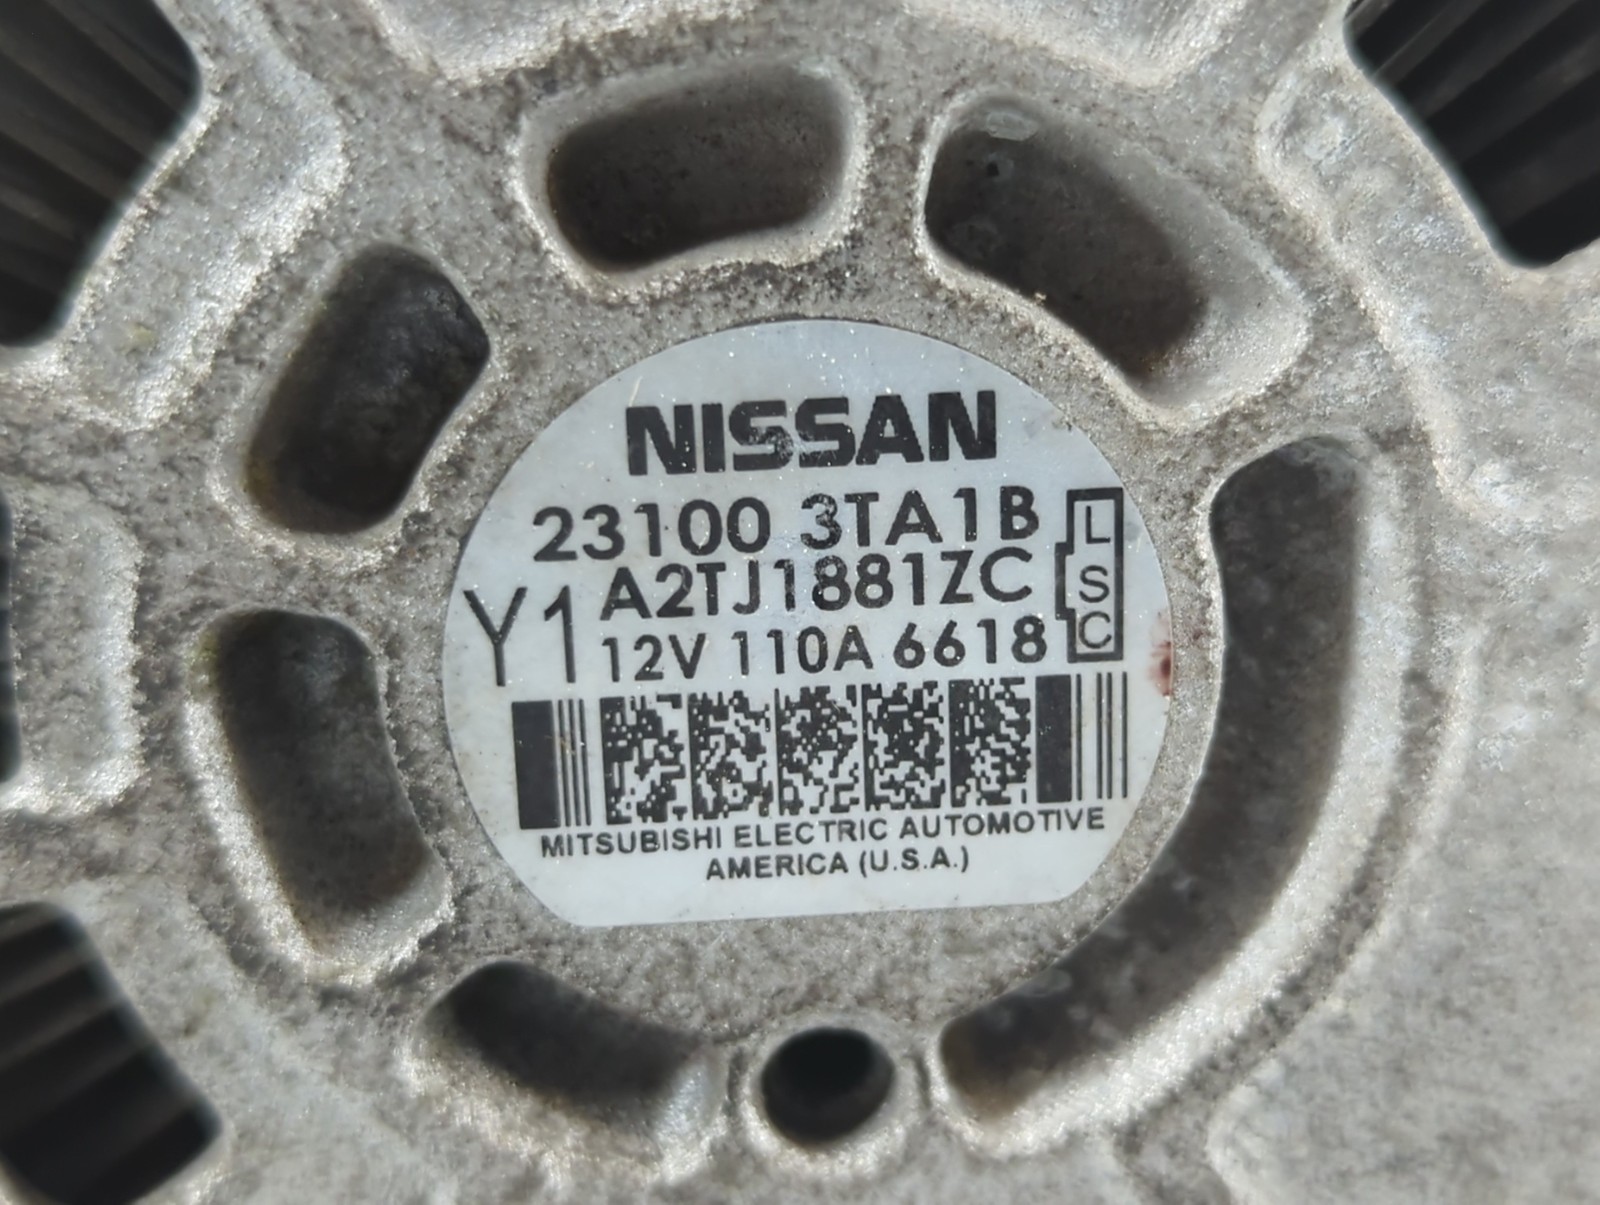 NISSAN
23100 3TA1B
A2TJ1881ZC
Y1
12V 110A 6618
L
S
C
MITSUBISHI ELECTRIC AUTOMOTIVE
AMERICA (U.S.A.)